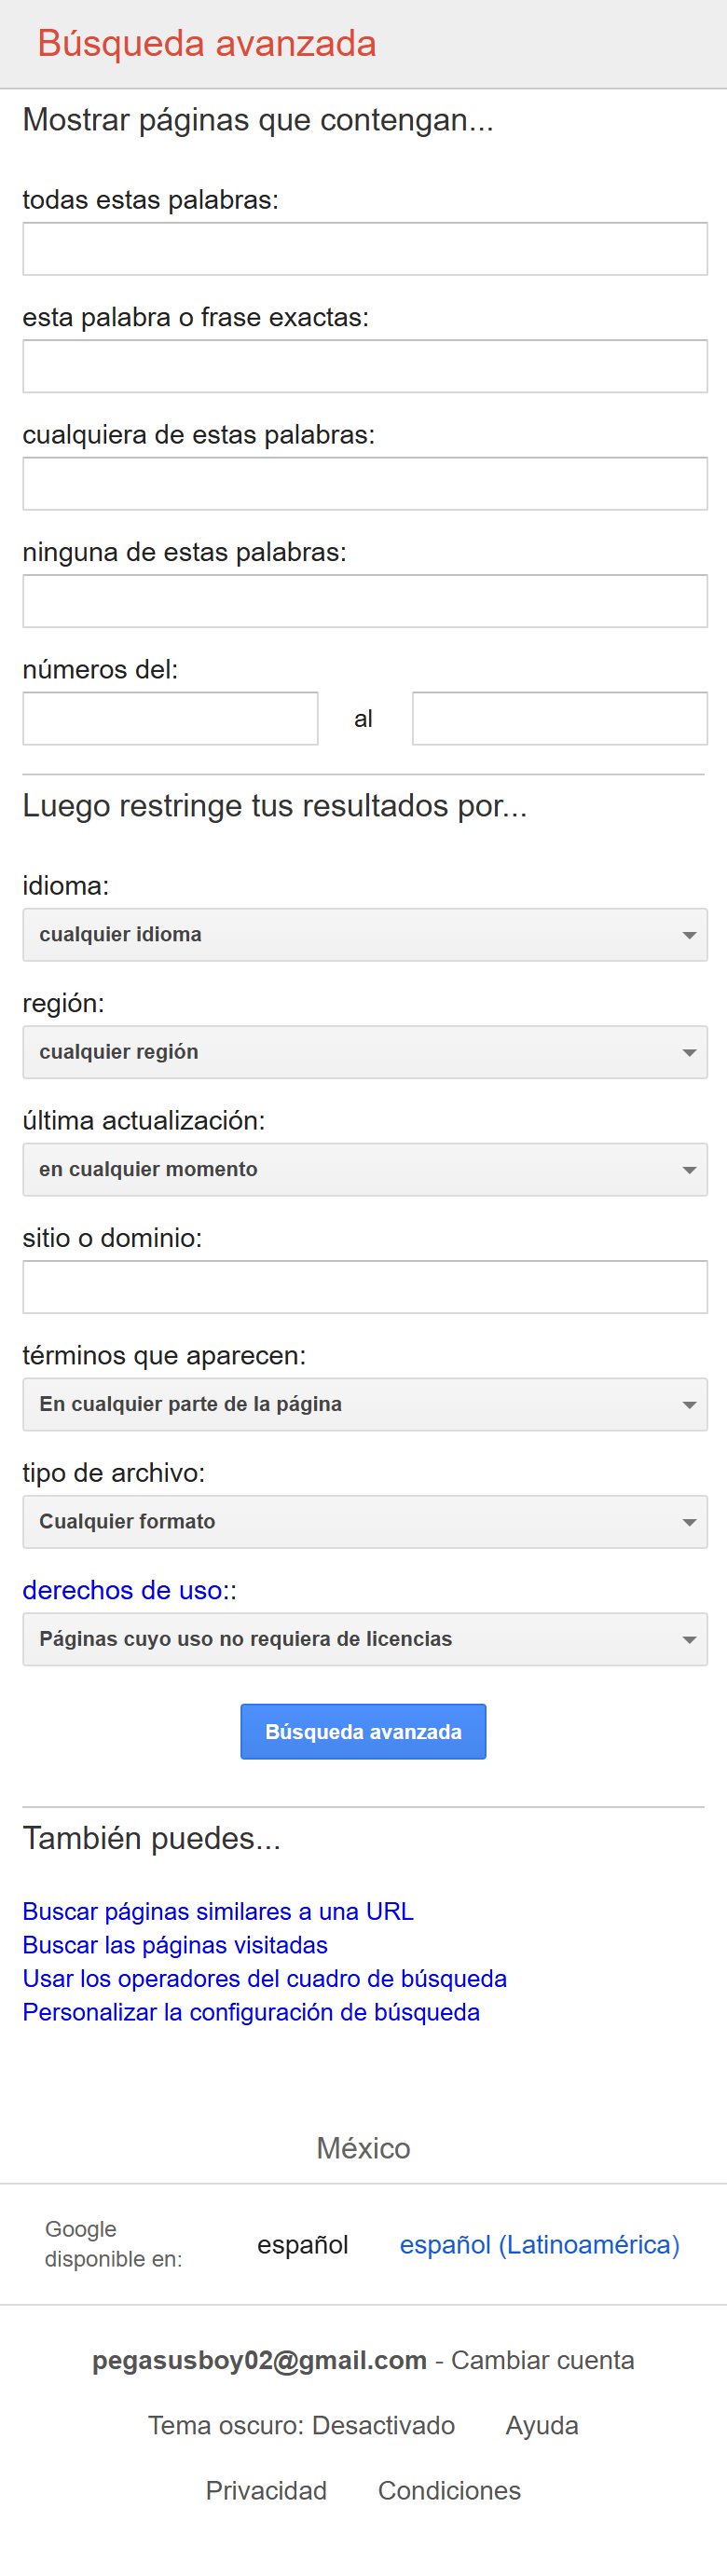 Búsqueda avanzada
Mostrar páginas que contengan...
todas estas palabras:
esta palabra o frase exactas:
cualquiera de estas palabras:
ninguna de estas palabras:
números del:
al
Luego restringe tus resultados por...
idioma:
cualquier idioma
región:
cualquier región
última actualización:
en cualquier momento
sitio o dominio:
términos que aparecen:
En cualquier parte de la página
tipo de archivo:
Cualquier formato
derechos de uso::
Páginas cuyo uso no requiera de licencias
Búsqueda avanzada
También puedes...
Buscar páginas similares a una URL
Buscar las páginas visitadas
Usar los operadores del cuadro de búsqueda
Personalizar la configuración de búsqueda
México
Google
disponible en:
español español (Latinoamérica)
pegasusboy02@gmail.com - Cambiar cuenta
Tema oscuro: Desactivado Ayuda
Privacidad Condiciones